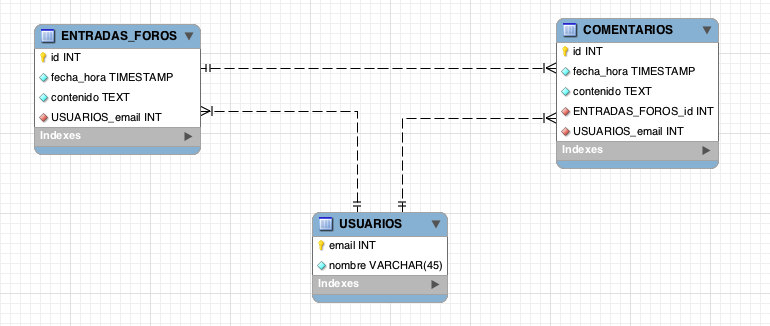 ENTRADAS_FOROS
id INT
fecha_hora TIMESTAMP
contenido TEXT
USUARIOS_email INT
Indexes
COMENTARIOS
id INT
fecha_hora TIMESTAMP
contenido TEXT
ENTRADAS_FOROS_id INT
USUARIOS_email INT
Indexes
USUARIOS
email INT
nombre VARCHAR(45)
Indexes